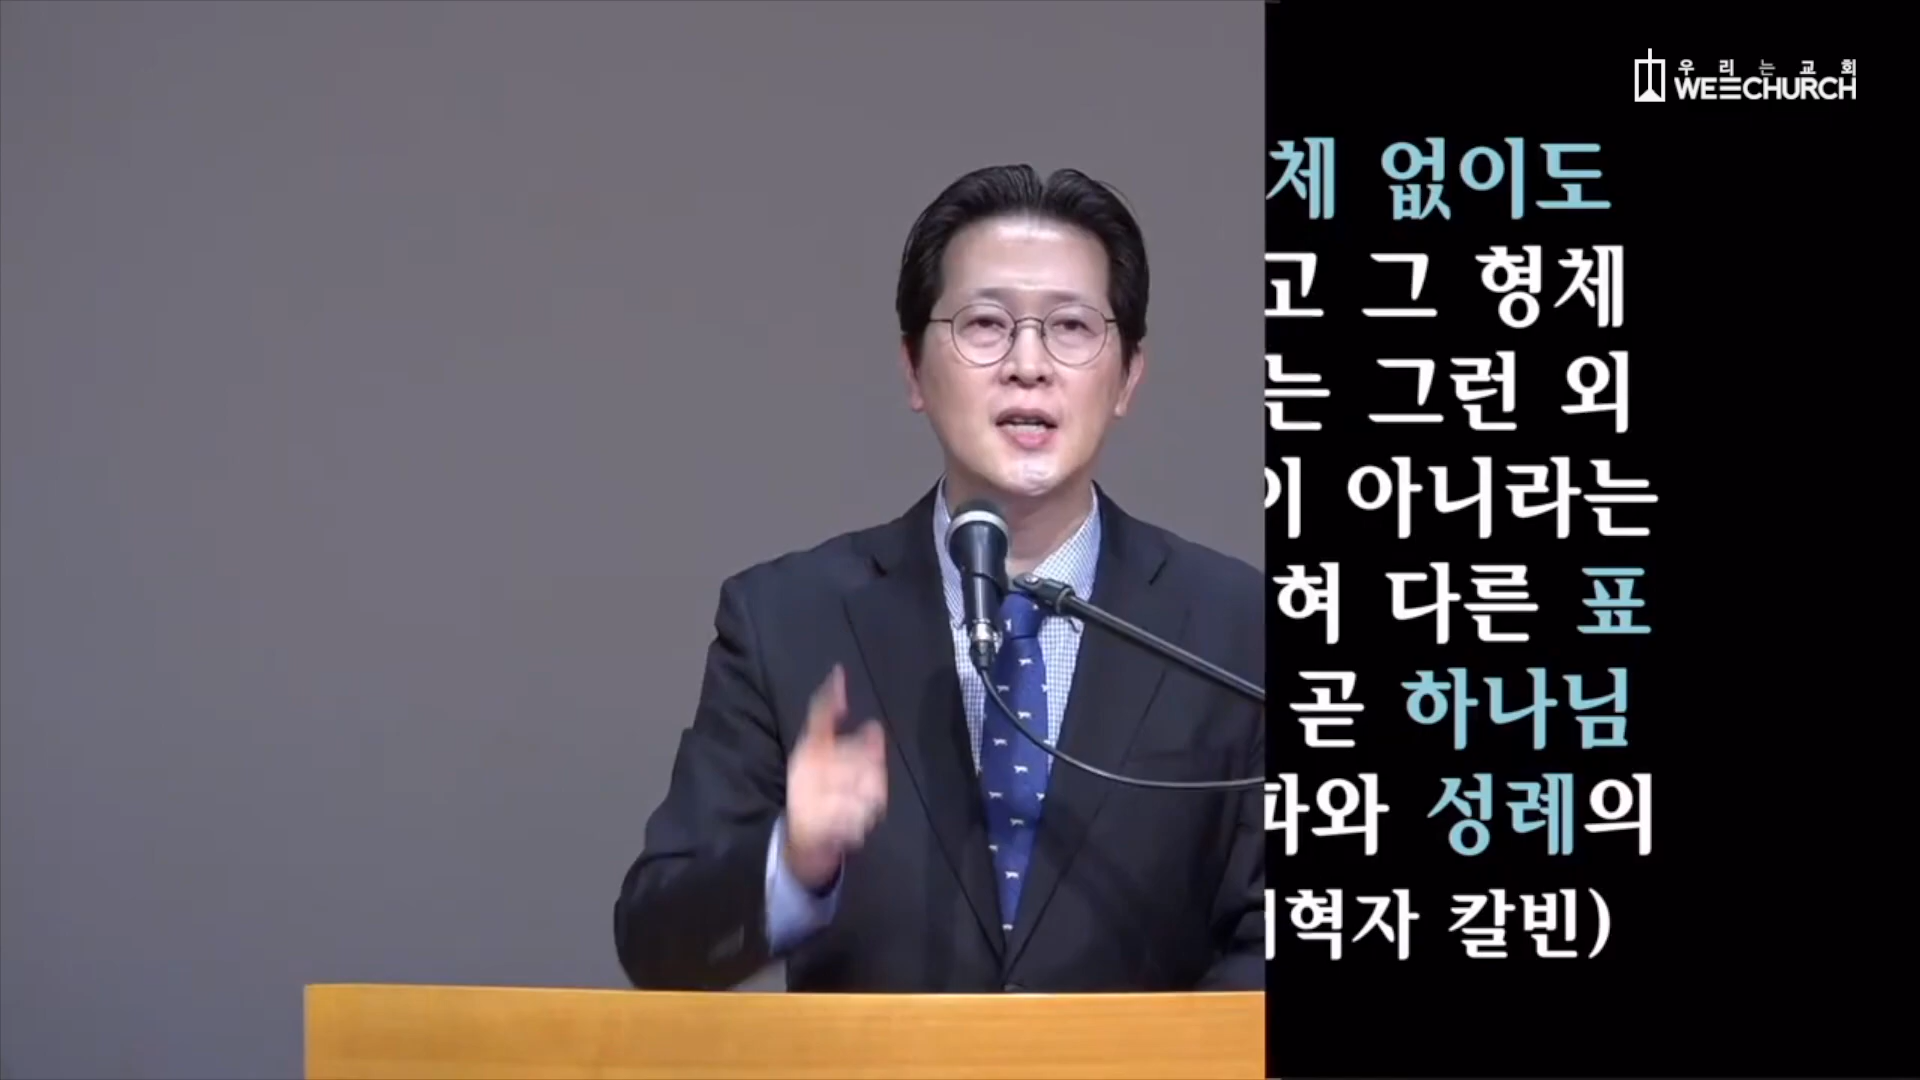 우리는교회
WEECHURCH
체 없이도
고 그 형체
는 그런 외
이 아니라는
혀 다른 표
곧 하나님
파와 성례의
혁자 칼빈)